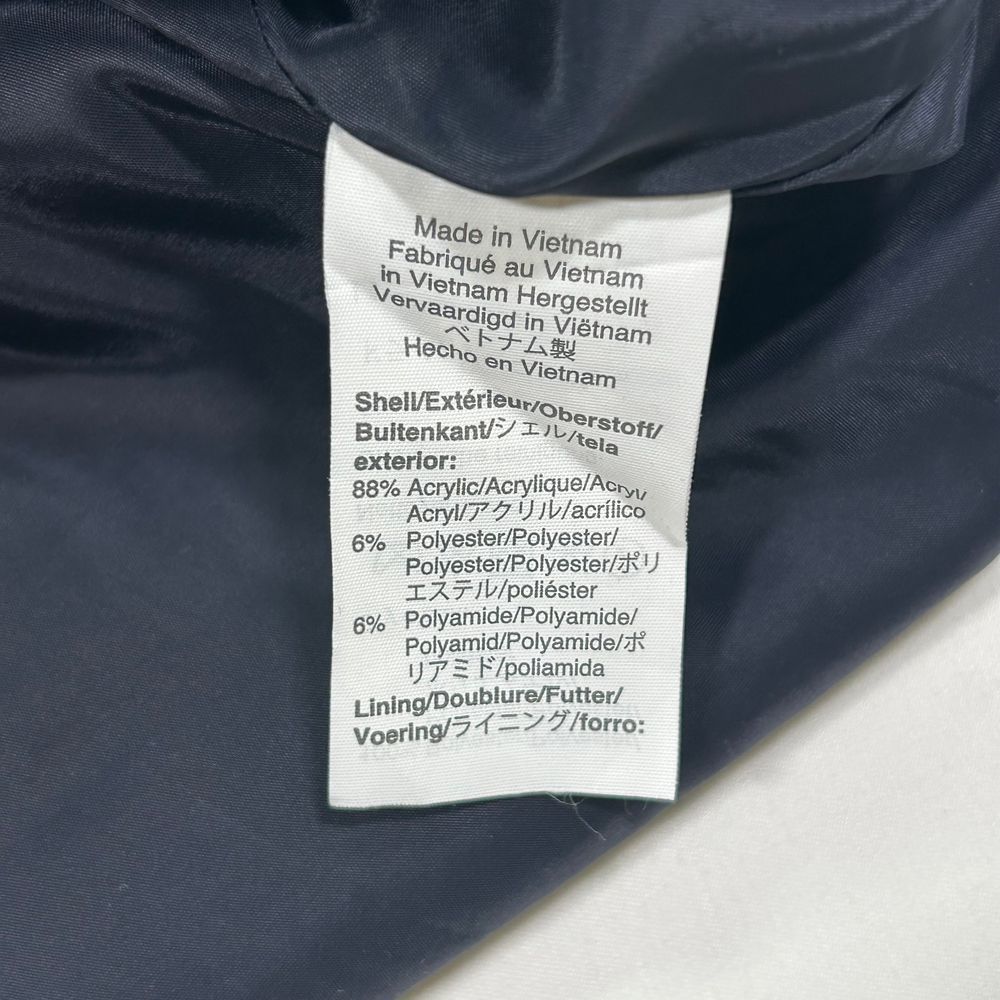 Made in Vietnam
Fabriqué au Vietnam
in Vietnam Hergestellt
Vervaardigd in Viëtnam
ベトナム製
Hecho en Vietnam
Shell/Extérieur/Oberstoff/
Buitenkant/シェル/tela
exterior:
88% Acrylic/Acrylique/Acryl/
Acryl/アクリル/acrílico
6% Polyester/Polyester/
Polyester/Polyester/ポリ
エステル/poliéster
6% Polyamide/Polyamide/
Polyamid/Polyamide/ポ
リアミド/poliamida
Lining/Doublure/Futter/
Voering/ライニング/forro: